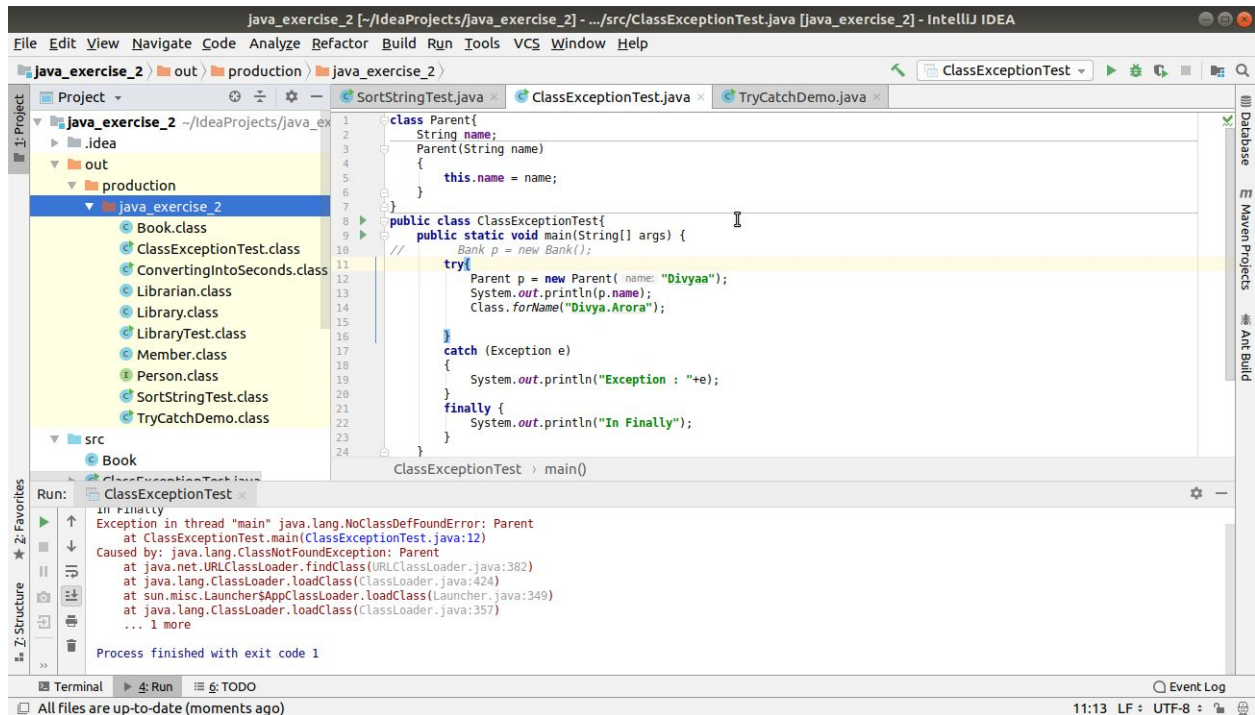 java_exercise_2 [~/IdeaProjects/java_exercise_2] - .../src/ClassExceptionTest.java [java_exercise_2] - IntelliJ IDEA
File Edit View Navigate Code Analyze Refactor Build Run Tools VCS Window Help
java_exercise_2 out production java_exercise_2 ClassExceptionTest
1: Project
Project
SortStringTest.java ClassExceptionTest.java TryCatchDemo.java
java_exercise_2 ~/IdeaProjects/java_ex
.idea
out
production
java_exercise_2
Book.class
ClassExceptionTest.class
ConvertingIntoSeconds.class
Librarian.class
Library.class
LibraryTest.class
Member.class
Person.class
SortStringTest.class
TryCatchDemo.class
src
Book
ClassExceptionTest.java
1 class Parent{
2 String name;
3 Parent(String name)
4 {
5 this.name = name;
6 }
7 }
8 public class ClassExceptionTest{
9 public static void main(String[] args) {
10 // Bank p = new Bank();
11 try{
12 Parent p = new Parent( name: "Divyaa");
13 System.out.println(p.name);
14 Class.forName("Divya.Arora");
15
16 }
17 catch (Exception e)
18 {
19 System.out.println("Exception : "+e);
20 }
21 finally {
22 System.out.println("In Finally");
23 }
24 }
ClassExceptionTest › main()
Database
Maven Projects
Ant Build
2: Favorites
Z: Structure
Run: ClassExceptionTest
In Finally
Exception in thread "main" java.lang.NoClassDefFoundError: Parent
at ClassExceptionTest.main(ClassExceptionTest.java:12)
Caused by: java.lang.ClassNotFoundException: Parent
at java.net.URLClassLoader.findClass(URLClassLoader.java:382)
at java.lang.ClassLoader.loadClass(ClassLoader.java:424)
at sun.misc.Launcher$AppClassLoader.loadClass(Launcher.java:349)
at java.lang.ClassLoader.loadClass(ClassLoader.java:357)
... 1 more
Process finished with exit code 1
Terminal 4: Run 6: TODO Event Log
All files are up-to-date (moments ago) 11:13 LF UTF-8